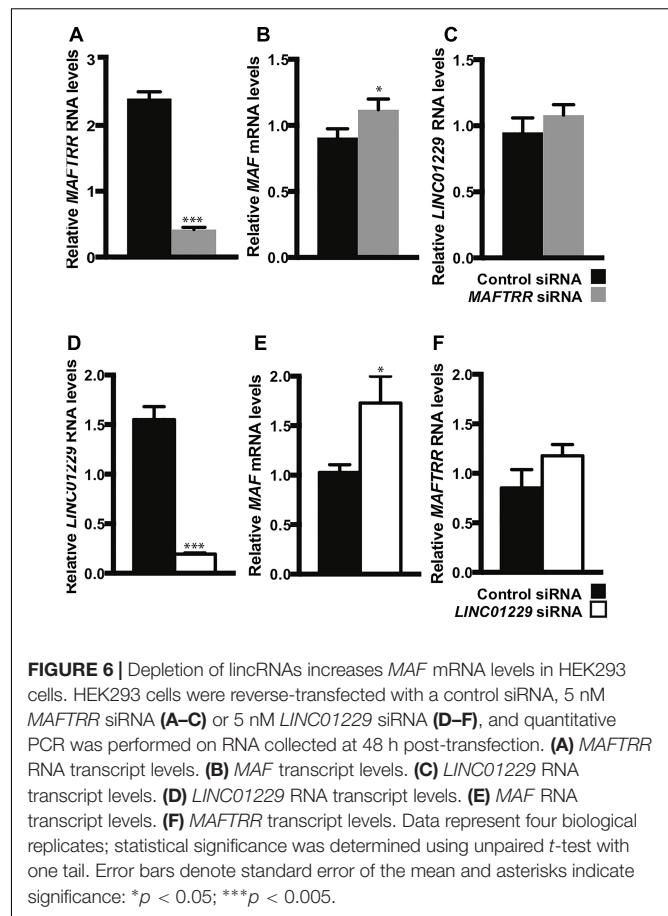 A
Relative MAFTRR RNA levels
3
2
1
0
***
B
Relative MAF mRNA levels
1.5
1.0
0.5
0.0
*
C
Relative LINC01229 RNA levels
1.5
1.0
0.5
0.0
Control siRNA
MAFTRR siRNA
D
Relative LINC01229 RNA levels
2.0
1.5
1.0
0.5
0.0
***
E
Relative MAF mRNA levels
2.0
1.5
1.0
0.5
0.0
*
F
Relative MAFTRR RNA levels
2.0
1.5
1.0
0.5
0.0
Control siRNA
LINC01229 siRNA
FIGURE 6 | Depletion of lincRNAs increases MAF mRNA levels in HEK293
cells. HEK293 cells were reverse-transfected with a control siRNA, 5 nM
MAFTRR siRNA (A–C) or 5 nM LINC01229 siRNA (D–F), and quantitative
PCR was performed on RNA collected at 48 h post-transfection. (A) MAFTRR
RNA transcript levels. (B) MAF transcript levels. (C) LINC01229 RNA
transcript levels. (D) LINC01229 RNA transcript levels. (E) MAF RNA
transcript levels. (F) MAFTRR transcript levels. Data represent four biological
replicates; statistical significance was determined using unpaired t-test with
one tail. Error bars denote standard error of the mean and asterisks indicate
significance: *p < 0.05; ***p < 0.005.